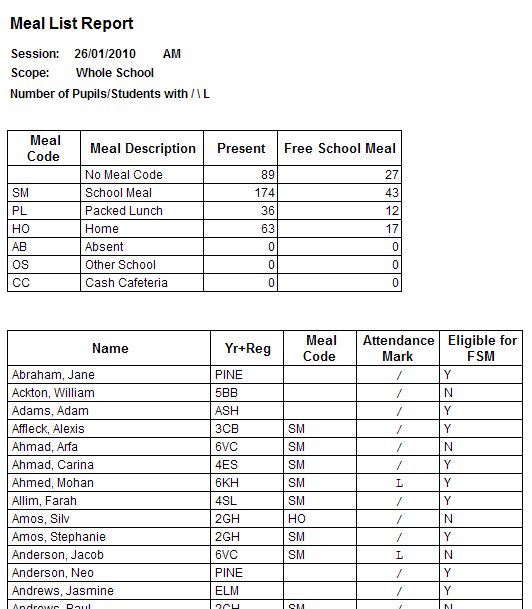 Meal List Report
Session: 26/01/2010 AM
Scope: Whole School
Number of Pupils/Students with / \ L
Meal Code Meal Description Present Free School Meal
No Meal Code 89 27
SM School Meal 174 43
PL Packed Lunch 36 12
HO Home 63 17
AB Absent 0 0
OS Other School 0 0
CC Cash Cafeteria 0 0
Name Yr+Reg Meal Code Attendance Mark Eligible for FSM
Abraham, Jane PINE / Y
Ackton, William 5BB / N
Adams, Adam ASH / Y
Affleck, Alexis 3CB SM / Y
Ahmad, Arfa 6VC SM / N
Ahmad, Carina 4ES SM / Y
Ahmed, Mohan 6KH SM L Y
Allim, Farah 4SL SM / Y
Amos, Silv 2GH HO / N
Amos, Stephanie 2GH SM / Y
Anderson, Jacob 6VC SM L N
Anderson, Neo PINE / Y
Andrews, Jasmine ELM / Y
Andrews, Paul 2GH SM / N